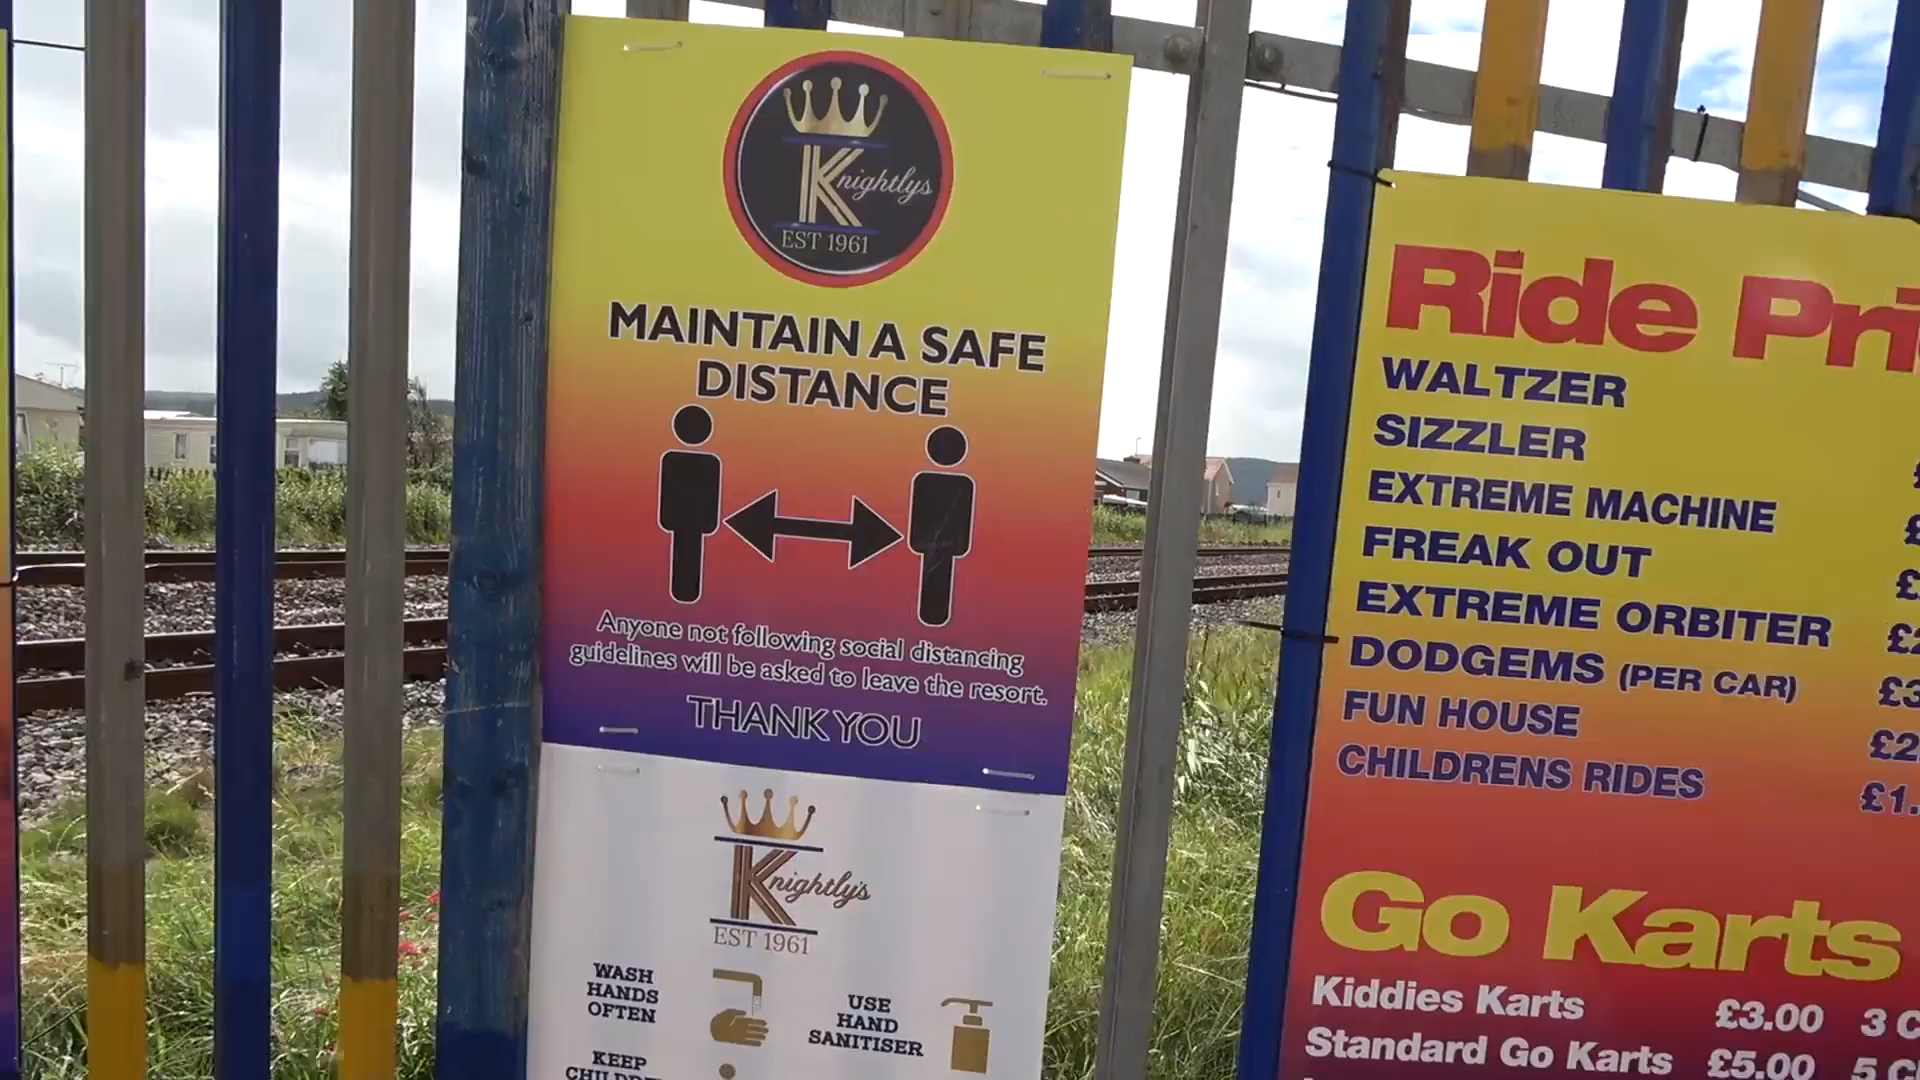 Knightlys
EST 1961
MAINTAIN A SAFE
DISTANCE
Anyone not following social distancing
guidelines will be asked to leave the resort.
THANK YOU
Knightly's
EST 1961
WASH
HANDS
OFTEN
USE
HAND
SANITISER
KEEP
Ride
WALTZER
SIZZLER £
EXTREME MACHINE £
FREAK OUT £
EXTREME ORBITER £2
DODGEMS (PER CAR) £3
FUN HOUSE £2
CHILDRENS RIDES £1.
Go Karts
Kiddies Karts £3.00 3
Standard Go Karts £5.00 5